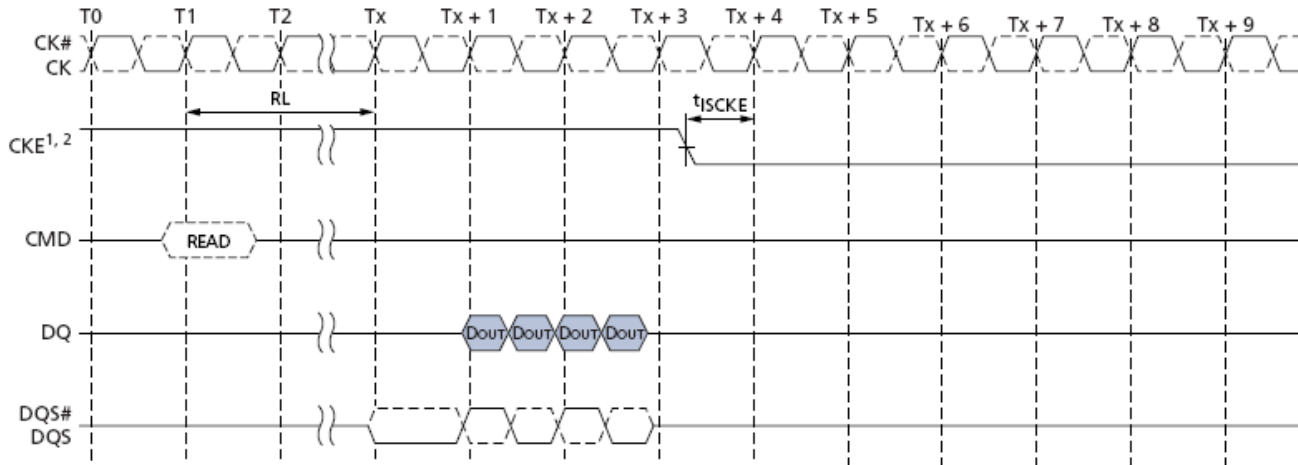 T0 T1 T2 Tx Tx + 1 Tx + 2 Tx + 3 Tx + 4 Tx + 5 Tx + 6 Tx + 7 Tx + 8 Tx + 9
CK#
CK
RL
tISCKE
CKE1, 2
CMD
READ
DQ
DOUT DOUT DOUT DOUT
DQS#
DQS